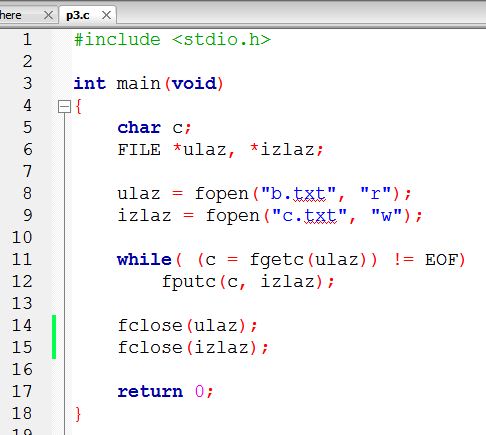 here p3.c
1 #include <stdio.h>
2
3 int main(void)
4 {
5 char c;
6 FILE *ulaz, *izlaz;
7
8 ulaz = fopen("b.txt", "r");
9 izlaz = fopen("c.txt", "w");
10
11 while( (c = fgetc(ulaz)) != EOF)
12 fputc(c, izlaz);
13
14 fclose(ulaz);
15 fclose(izlaz);
16
17 return 0;
18 }
19